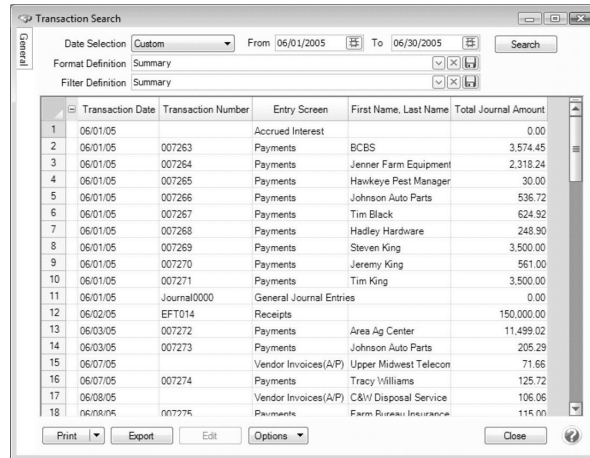 Transaction Search
General
Date Selection Custom From 06/01/2005 To 06/30/2005 Search
Format Definition Summary
Filter Definition Summary
Transaction Date Transaction Number Entry Screen First Name, Last Name Total Journal Amount
1 06/01/05 Accrued Interest 0.00
2 06/01/05 007263 Payments BCBS 3,574.45
3 06/01/05 007264 Payments Jenner Farm Equipment 2,318.24
4 06/01/05 007265 Payments Hawkeye Pest Manager 30.00
5 06/01/05 007266 Payments Johnson Auto Parts 536.72
6 06/01/05 007267 Payments Tim Black 624.92
7 06/01/05 007268 Payments Hadley Hardware 248.90
8 06/01/05 007269 Payments Steven King 3,500.00
9 06/01/05 007270 Payments Jeremy King 561.00
10 06/01/05 007271 Payments Tim King 3,500.00
11 06/01/05 Journal0000 General Journal Entries 0.00
12 06/02/05 EFT014 Receipts 150,000.00
13 06/03/05 007272 Payments Area Ag Center 11,499.02
14 06/03/05 007273 Payments Johnson Auto Parts 205.29
15 06/07/05 Vendor Invoices(A/P) Upper Midwest Telecom 71.66
16 06/07/05 007274 Payments Tracy Williams 125.72
17 06/08/05 Vendor Invoices(A/P) C&W Disposal Service 106.06
18 06/08/05 007275 Payments Farm Bureau Insurance 115.00
Print Export Edit Options Close